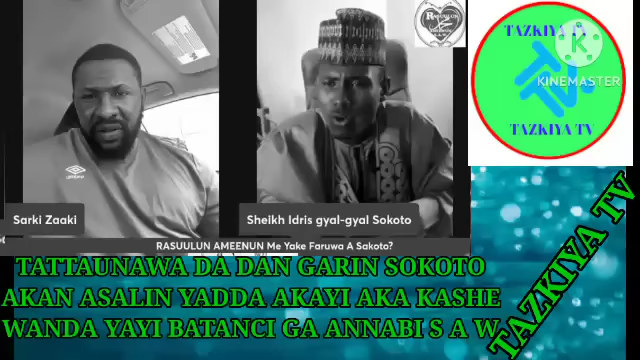 RASUULUN
TAZKIYA TV
KINEMASTER
TAZKIYA TV
Sarki Zaaki
Sheikh Idris gyal-gyal Sokoto
RASUULUN AMEENUN Me Yake Faruwa A Sakoto?
TATTAUNAWA DA DAN GARIN SOKOTO
AKAN ASALIN YADDA AKAYI AKA KASHE
WANDA YAYI BATANCI GA ANNABI S A W
TAZKIYA TV